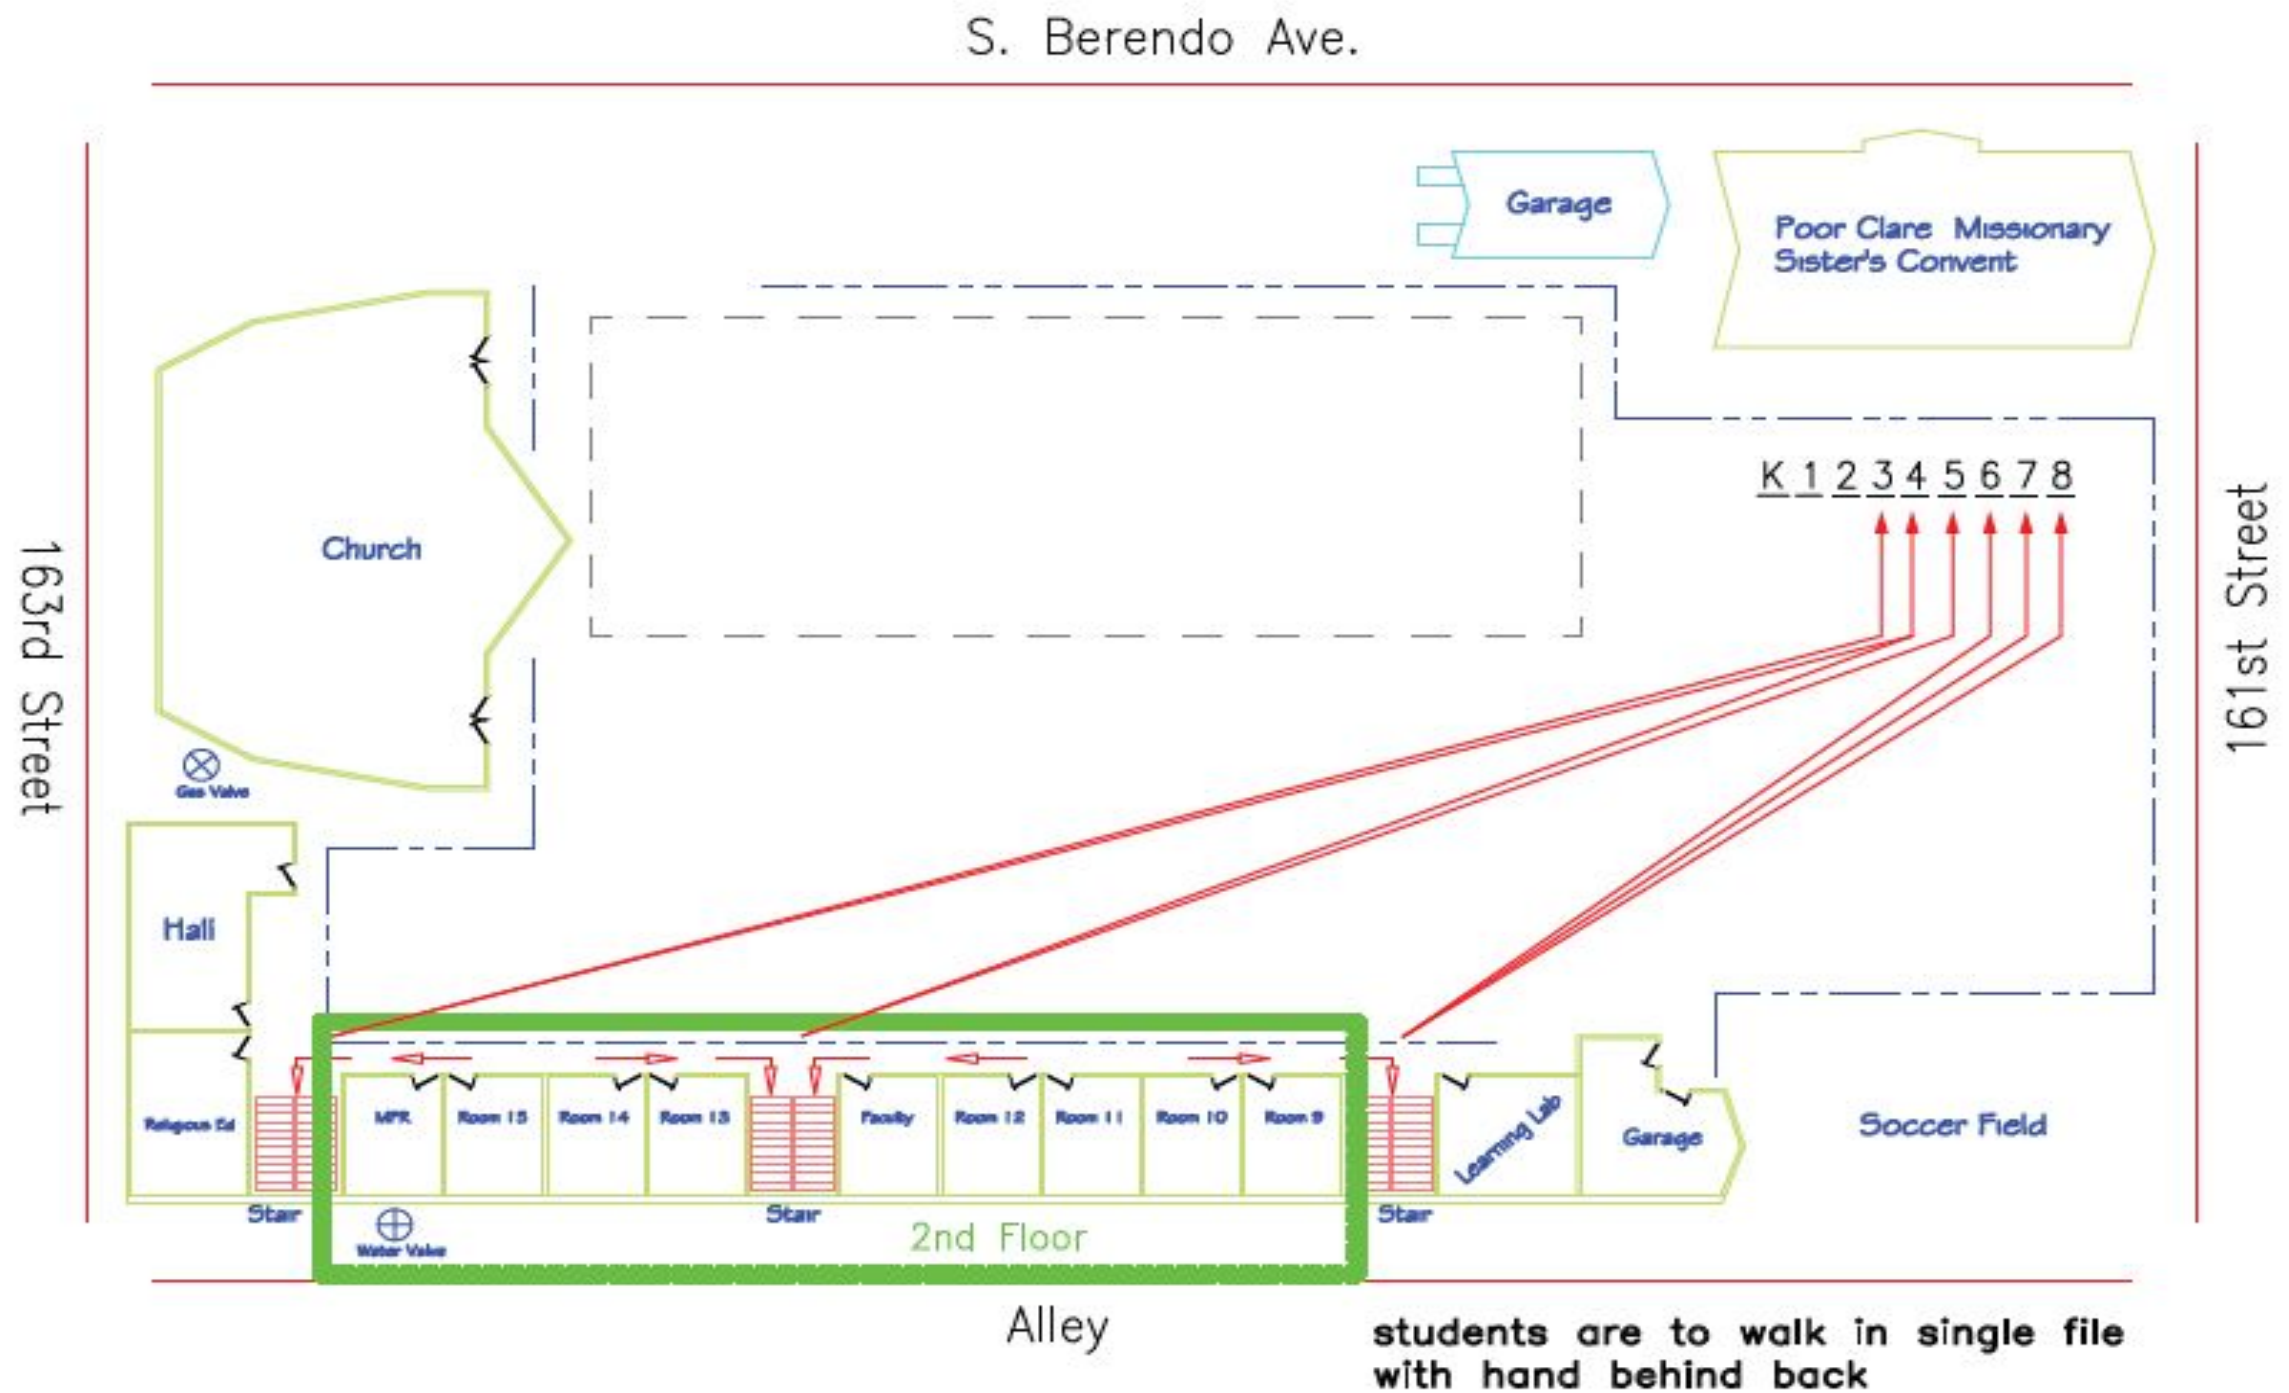 S. Berendo Ave.
Garage
Poor Clare Missionary
Sister's Convent
K 1 2 3 4 5 6 7 8
Church
163rd Street
161st Street
Gas Valve
Hall
Religous Ed
MPR
Room 15
Room 14
Room 13
Faculty
Room 12
Room 11
Room 10
Room 9
Learning Lab
Garage
Soccer Field
Stair
Stair
Stair
Water Valve
2nd Floor
Alley
students are to walk in single file
with hand behind back